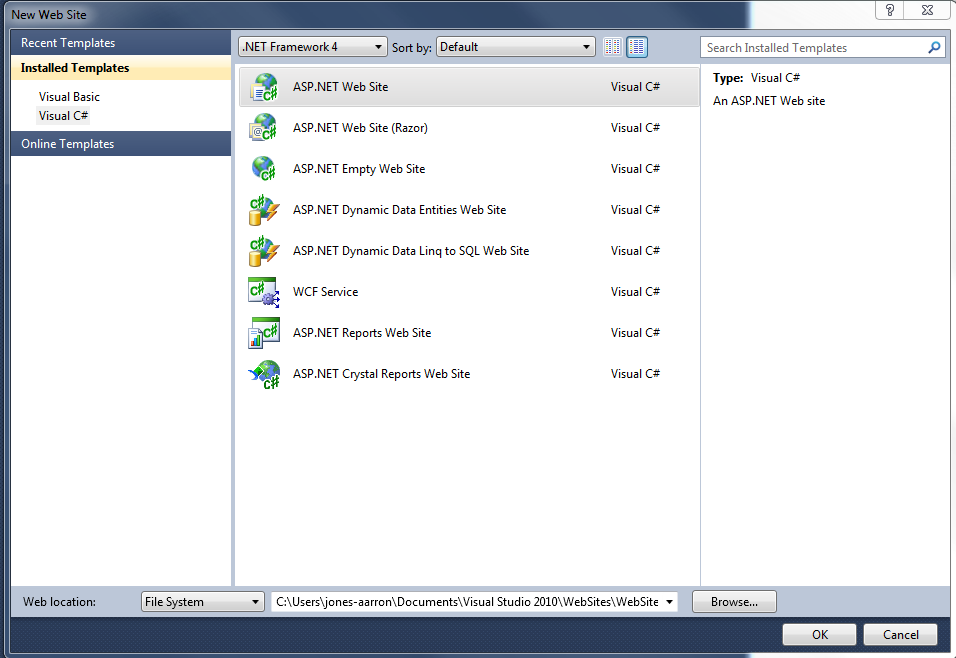 New Web Site
?
Recent Templates
Installed Templates
Visual Basic
Visual C#
Online Templates
.NET Framework 4 Sort by: Default
ASP.NET Web Site Visual C#
ASP.NET Web Site (Razor) Visual C#
ASP.NET Empty Web Site Visual C#
ASP.NET Dynamic Data Entities Web Site Visual C#
ASP.NET Dynamic Data Linq to SQL Web Site Visual C#
WCF Service Visual C#
ASP.NET Reports Web Site Visual C#
ASP.NET Crystal Reports Web Site Visual C#
Search Installed Templates
Type: Visual C#
An ASP.NET Web site
Web location: File System C:\Users\jones-aarron\Documents\Visual Studio 2010\WebSites\WebSite Browse...
OK Cancel